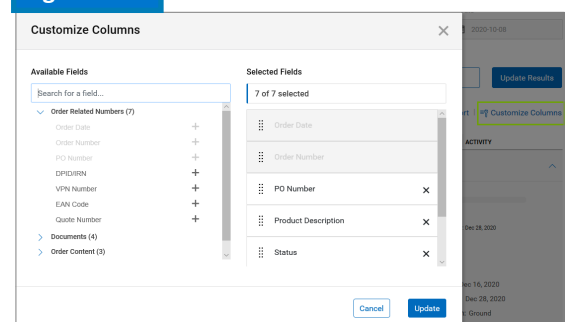 Customize Columns
Available Fields
Search for a field...
Order Related Numbers (7)
Order Date
Order Number
PO Number
DPID/IRN
VPN Number
EAN Code
Quote Number
Documents (4)
Order Content (3)
Selected Fields
7 of 7 selected
Order Date
Order Number
PO Number
Product Description
Status
Cancel
Update
2020-10-08
Update Results
Customize Columns
ACTIVITY
Dec 28, 2020
Dec 16, 2020
Dec 28, 2020
Ground